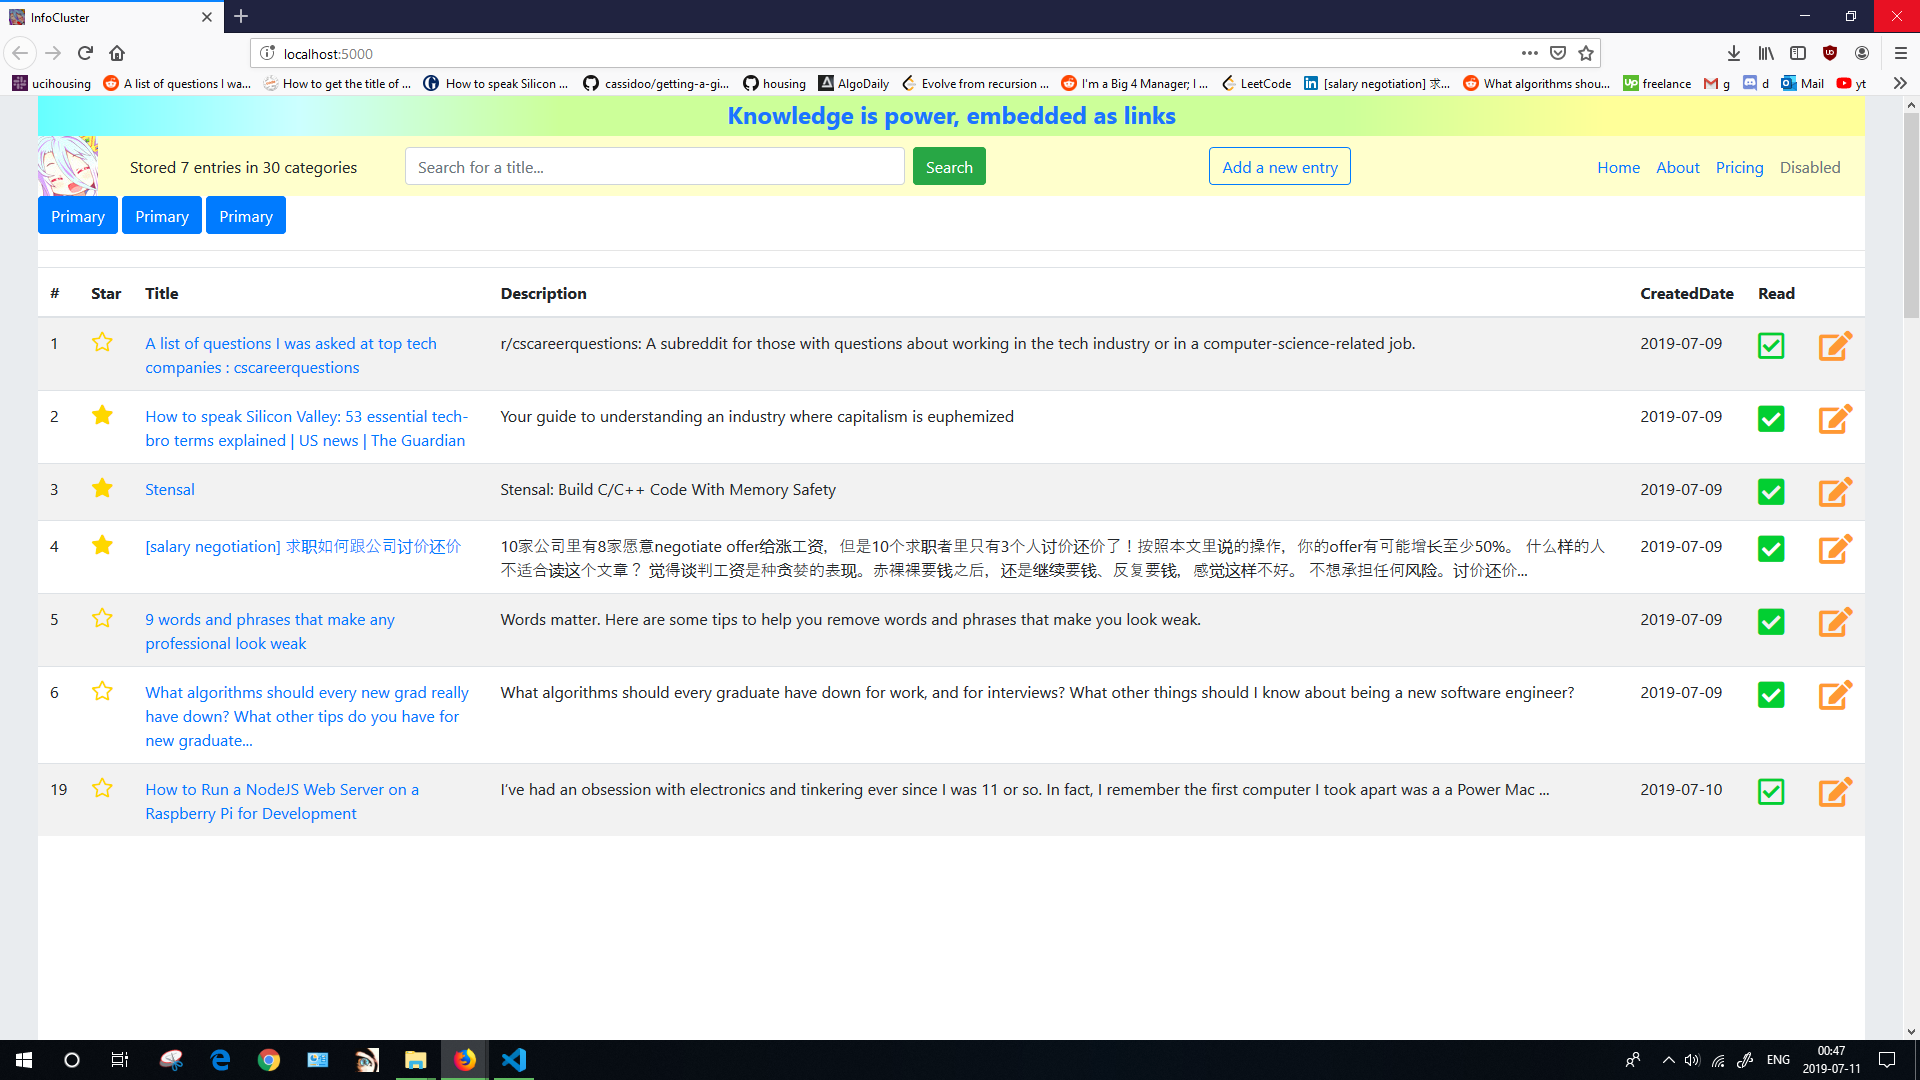 InfoCluster
localhost:5000
ucihousing A list of questions I wa... How to get the title of ... How to speak Silicon ... cassidoo/getting-a-gi... housing AlgoDaily Evolve from recursion ... I'm a Big 4 Manager; I ... LeetCode [salary negotiation] 求... What algorithms shou... freelance g d Mail yt
Knowledge is power, embedded as links
Stored 7 entries in 30 categories Search for a title... Search Add a new entry Home About Pricing Disabled
Primary Primary Primary
# Star Title Description CreatedDate Read
1 A list of questions I was asked at top tech r/cscareerquestions: A subreddit for those with questions about working in the tech industry or in a computer-science-related job. 2019-07-09
companies : cscareerquestions
2 How to speak Silicon Valley: 53 essential tech- Your guide to understanding an industry where capitalism is euphemized 2019-07-09
bro terms explained | US news | The Guardian
3 Stensal Stensal: Build C/C++ Code With Memory Safety 2019-07-09
4 [salary negotiation] 求职如何跟公司讨价还价 10家公司里有8家愿意negotiate offer给涨工资，但是10个求职者里只有3个人讨价还价了！按照本文里说的操作，你的offer有可能增长至少50%。 什么样的人 2019-07-09
不适合读这个文章？ 觉得谈判工资是种贪婪的表现。赤裸裸要钱之后，还是继续要钱、反复要钱，感觉这样不好。 不想承担任何风险。讨价还价...
5 9 words and phrases that make any Words matter. Here are some tips to help you remove words and phrases that make you look weak. 2019-07-09
professional look weak
6 What algorithms should every new grad really What algorithms should every graduate have down for work, and for interviews? What other things should I know about being a new software engineer? 2019-07-09
have down? What other tips do you have for
new graduate...
19 How to Run a NodeJS Web Server on a I've had an obsession with electronics and tinkering ever since I was 11 or so. In fact, I remember the first computer I took apart was a a Power Mac ... 2019-07-10
Raspberry Pi for Development
ENG 00:47
2019-07-11